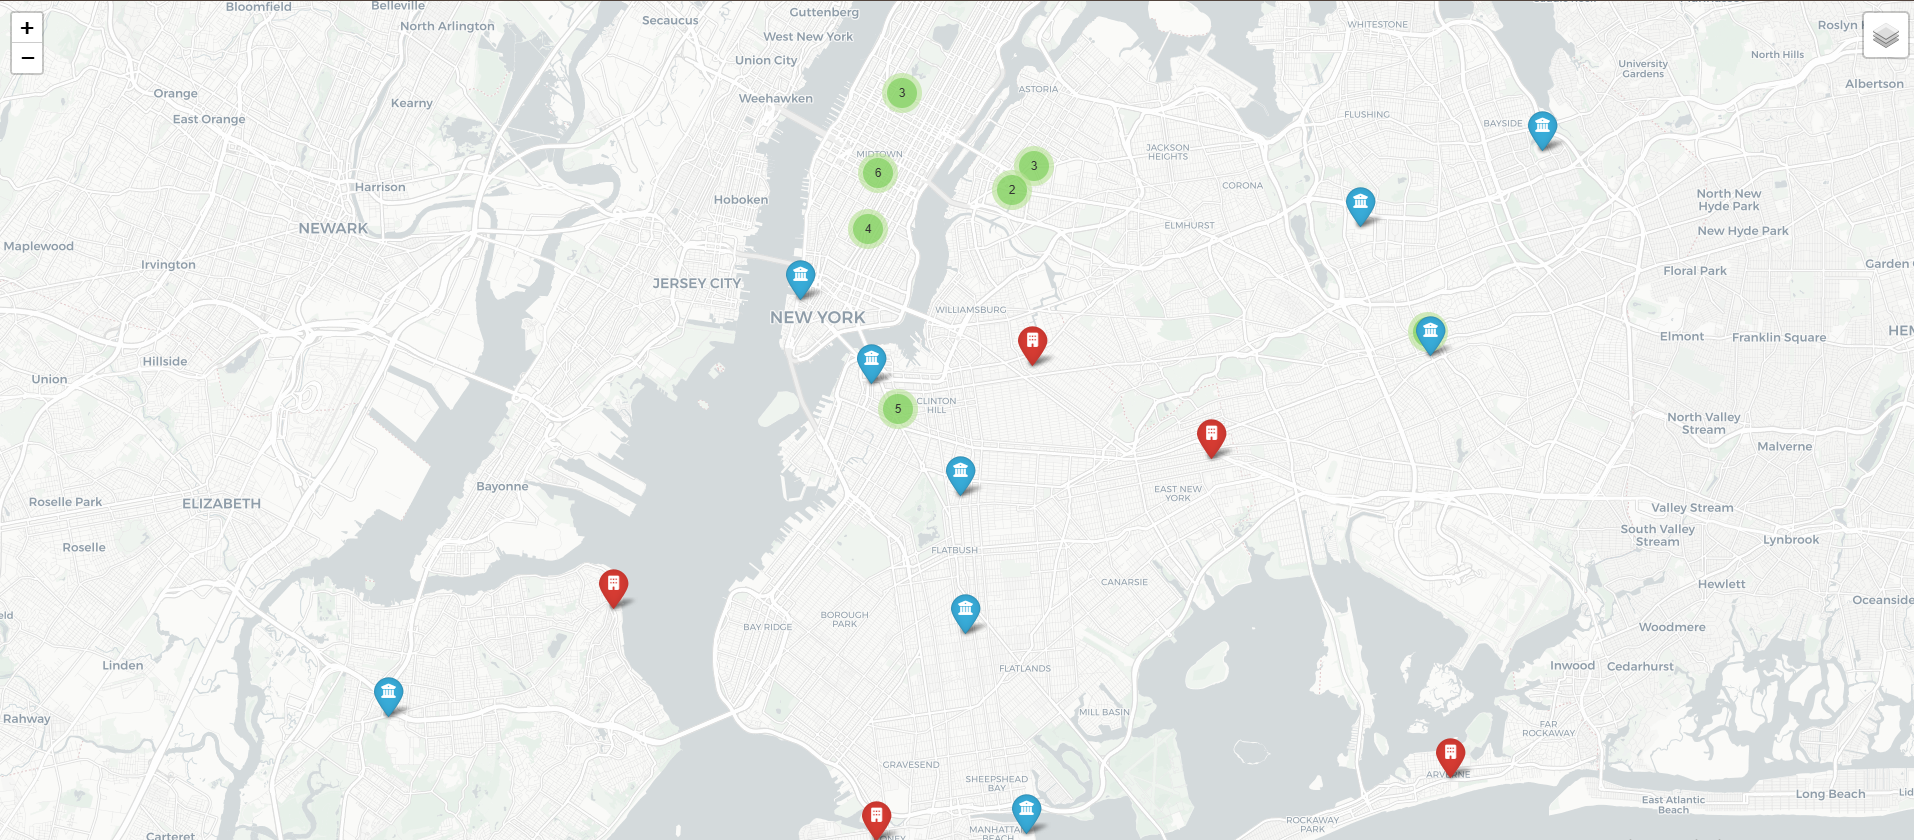 Bloomfield
Belleville
North Arlington
Secaucus
Guttenberg
West New York
Union City
Weehawken
WHITESTONE
Roslyn
North Hills
University
Gardens
Albertson
+
−
Orange
Kearny
East Orange
3
ASTORIA
FLUSHING
BAYSIDE
MIDTOWN
6
3
2
JACKSON
HEIGHTS
CORONA
Harrison
Hoboken
North New
Hyde Park
New Hyde Park
NEWARK
4
ELMHURST
Maplewood
Irvington
JERSEY CITY
Floral Park
Garden
NEW YORK
WILLIAMSBURG
Elmont
Franklin Square
HEM
Hillside
Union
5
CLINTON
HILL
North Valley
Stream
Malverne
Roselle Park
ELIZABETH
Bayonne
EAST NEW
YORK
Valley Stream
South Valley
Stream
Lynbrook
Roselle
FLATBUSH
CANARSIE
Hewlett
Oceanside
BAY RIDGE
BOROUGH
PARK
Woodmere
Linden
FLATLANDS
Inwood
Cedarhurst
Rahway
MILL BASIN
FAR
ROCKAWAY
GRAVESEND
SHEEPSHEAD
BAY
ARVERNE
Long Beach
East Atlantic
Beach
ROCKAWAY
PARK
MANHATTAN
BEACH
Carteret